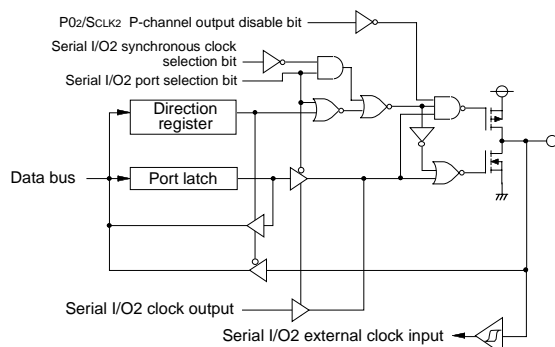 P02/SCLK2 P-channel output disable bit
Serial I/O2 synchronous clock
selection bit
Serial I/O2 port selection bit
Direction
register
Data bus
Port latch
Serial I/O2 clock output
Serial I/O2 external clock input